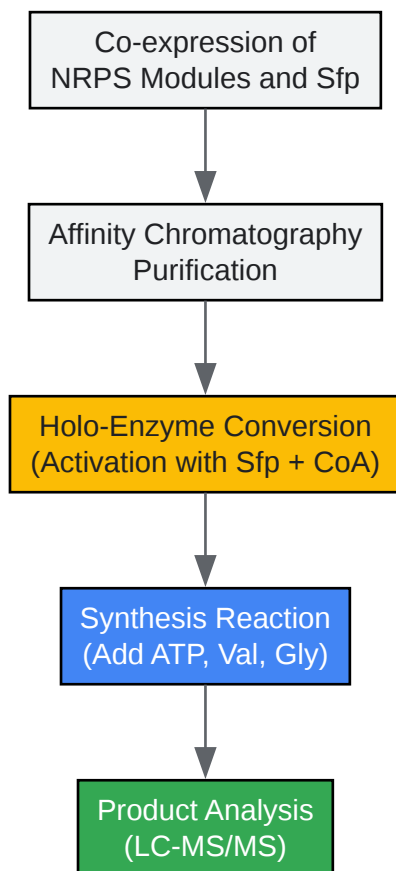 Co-expression of
NRPS Modules and Sfp
Affinity Chromatography
Purification
Holo-Enzyme Conversion
(Activation with Sfp + CoA)
Synthesis Reaction
(Add ATP, Val, Gly)
Product Analysis
(LC-MS/MS)